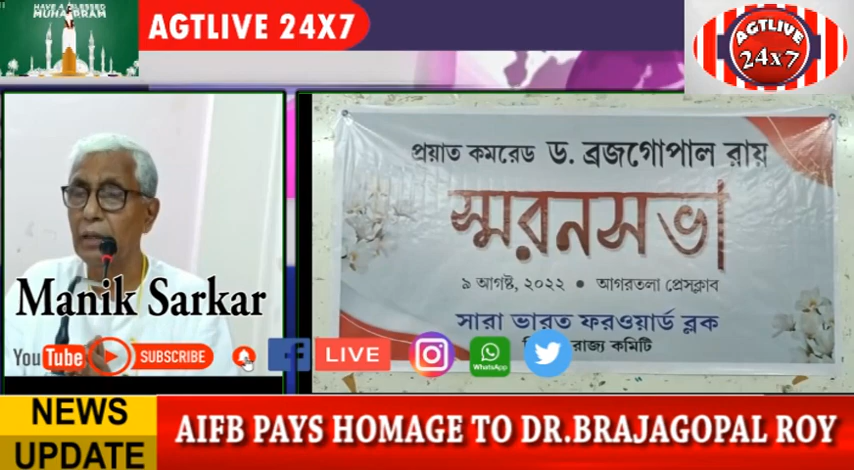 HAVE A BLESSED
MUHARRAM
AGTLIVE 24X7
AGTLIVE
24x7
প্রয়াত কমরেড ড. ব্রজগোপাল রায়
স্মরনসভা
৯ আগষ্ট, ২০২২ ● আগরতলা প্রেসক্লাব
সারা ভারত ফরওয়ার্ড ব্লক
রাজ্য কমিটি
Manik Sarkar
YouTube SUBSCRIBE
LIVE
WhatsApp
NEWS
UPDATE
AIFB PAYS HOMAGE TO DR.BRAJAGOPAL ROY